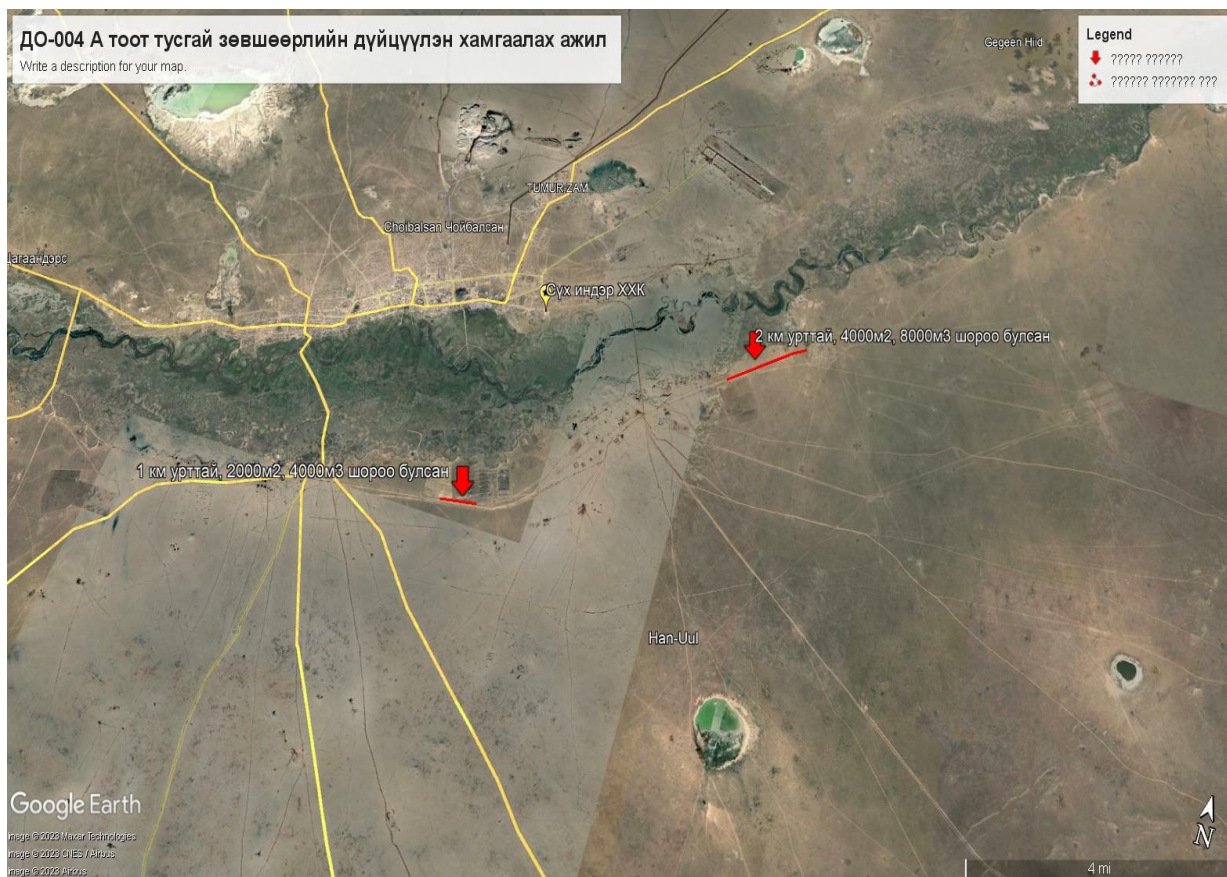 ДО-004 А тоот тусгай зөвшөөрлийн дүйцүүлэн хамгаалах ажил
Write a description for your map.
Legend
????? ??????
?????? ??????? ???
Gegeen Hiid
TUMUR ZAM
Choibalsan Чойбалсан
Цагаандэрс
Сүх индэр ХХК
2 км урттай, 4000м2, 8000м3 шороо булсан
1 км урттай, 2000м2, 4000м3 шороо булсан
Han-Uul
Google Earth
Image © 2023 Maxar Technologies
Image © 2023 CNES / Airbus
Image © 2023 Airbus
N
4 mi